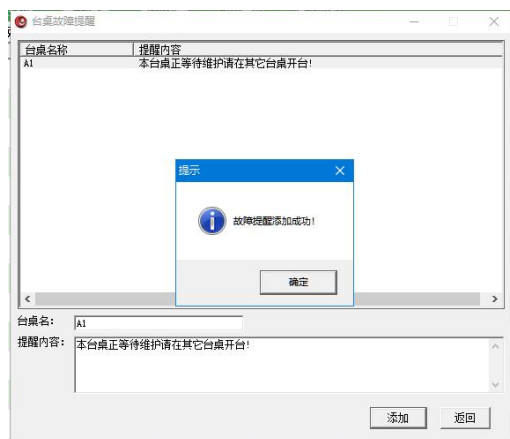 台桌故障提醒
台桌名称 提醒内容
A1 本台桌正等待维护请在其它台桌开台!
提示
故障提醒添加成功!
确定
台桌名: A1
提醒内容: 本台桌正等待维护请在其它台桌开台!
添加 返回